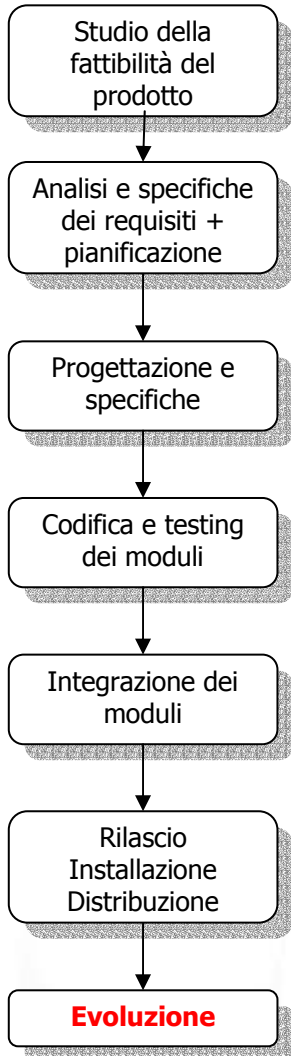 Studio della
fattibilità del
prodotto
Analisi e specifiche
dei requisiti +
pianificazione
Progettazione e
specifiche
Codifica e testing
dei moduli
Integrazione dei
moduli
Rilascio
Installazione
Distribuzione
Evoluzione